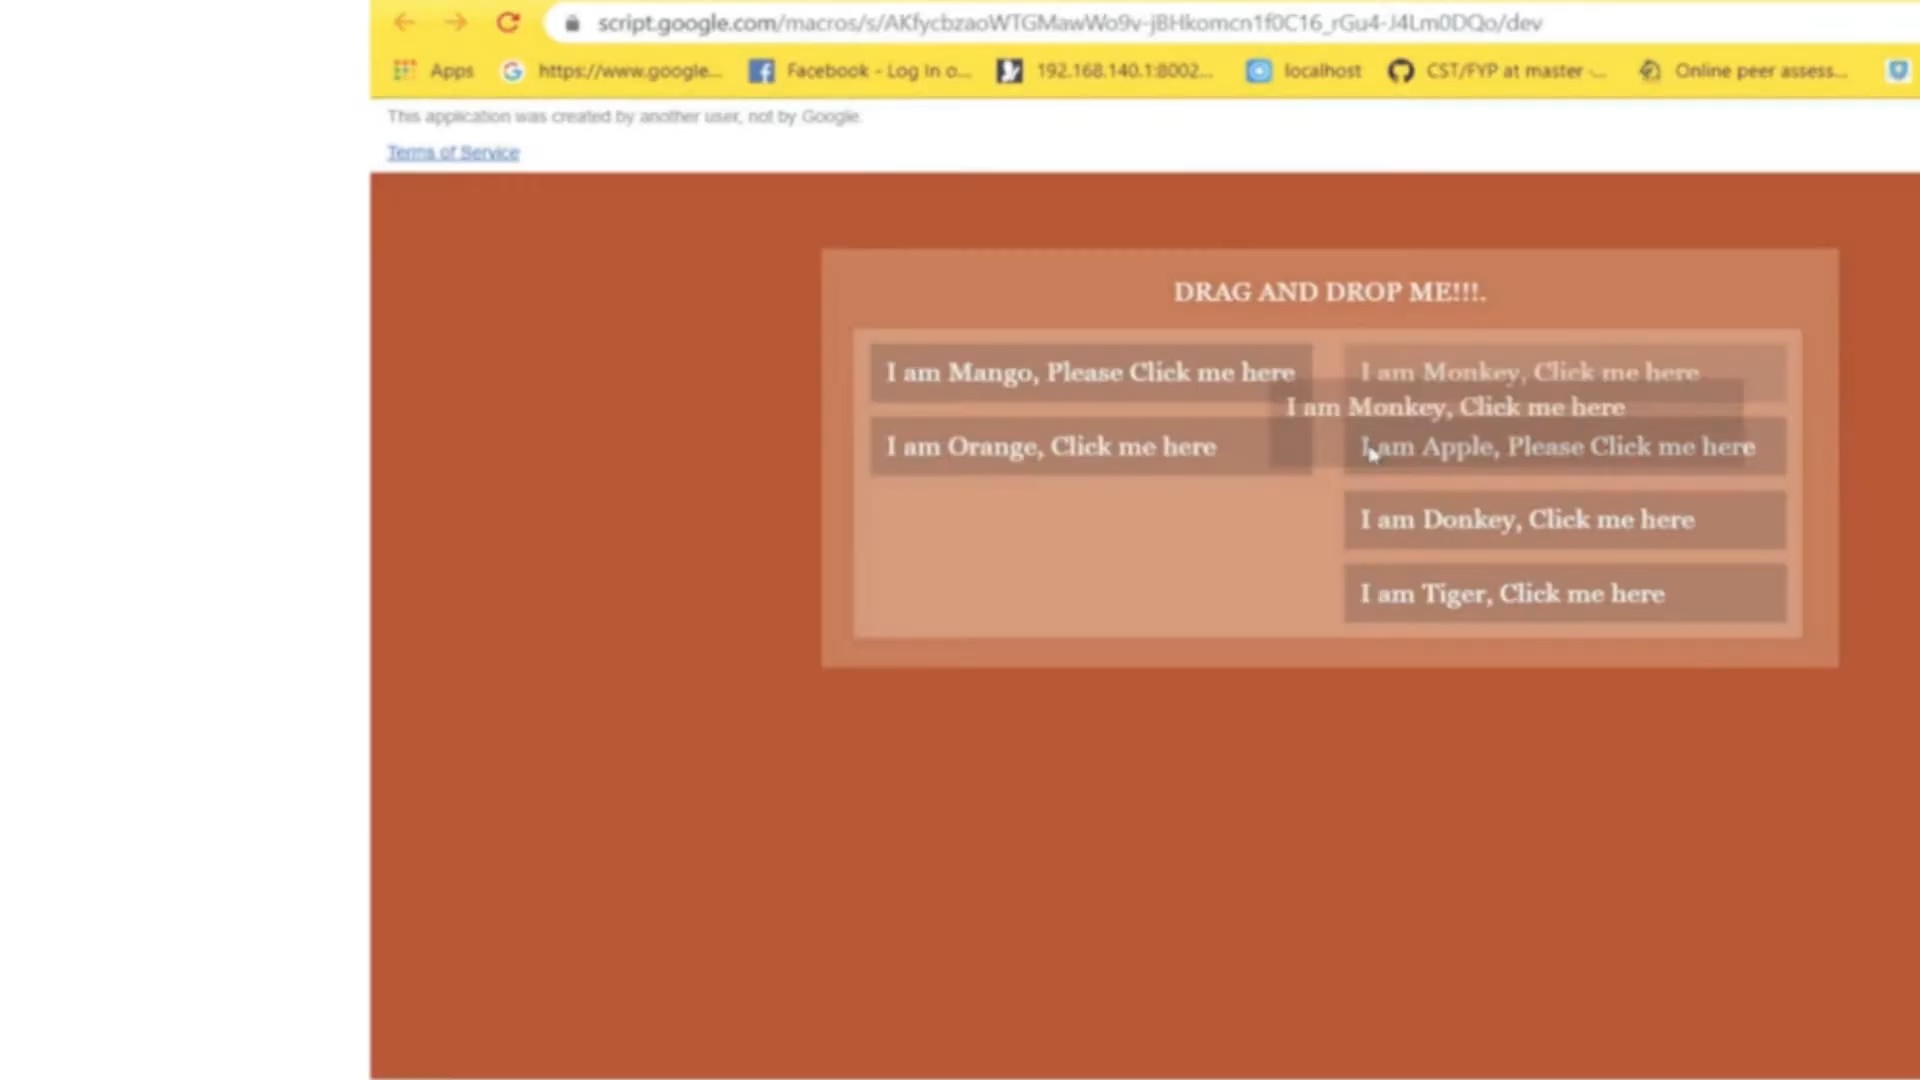 script.google.com/macros/s/AKfycbzaoWTGMawWo9v-jBHkomcn1f0C16_rGu4-J4Lm0DQo/dev
Apps https://www.google... Facebook - Log In o... 192.168.140.1:8002... localhost CST/FYP at master -... Online peer assess...
This application was created by another user, not by Google.
Terms of Service
DRAG AND DROP ME!!!.
I am Mango, Please Click me here
I am Monkey, Click me here
I am Monkey, Click me here
I am Orange, Click me here
I am Apple, Please Click me here
I am Donkey, Click me here
I am Tiger, Click me here